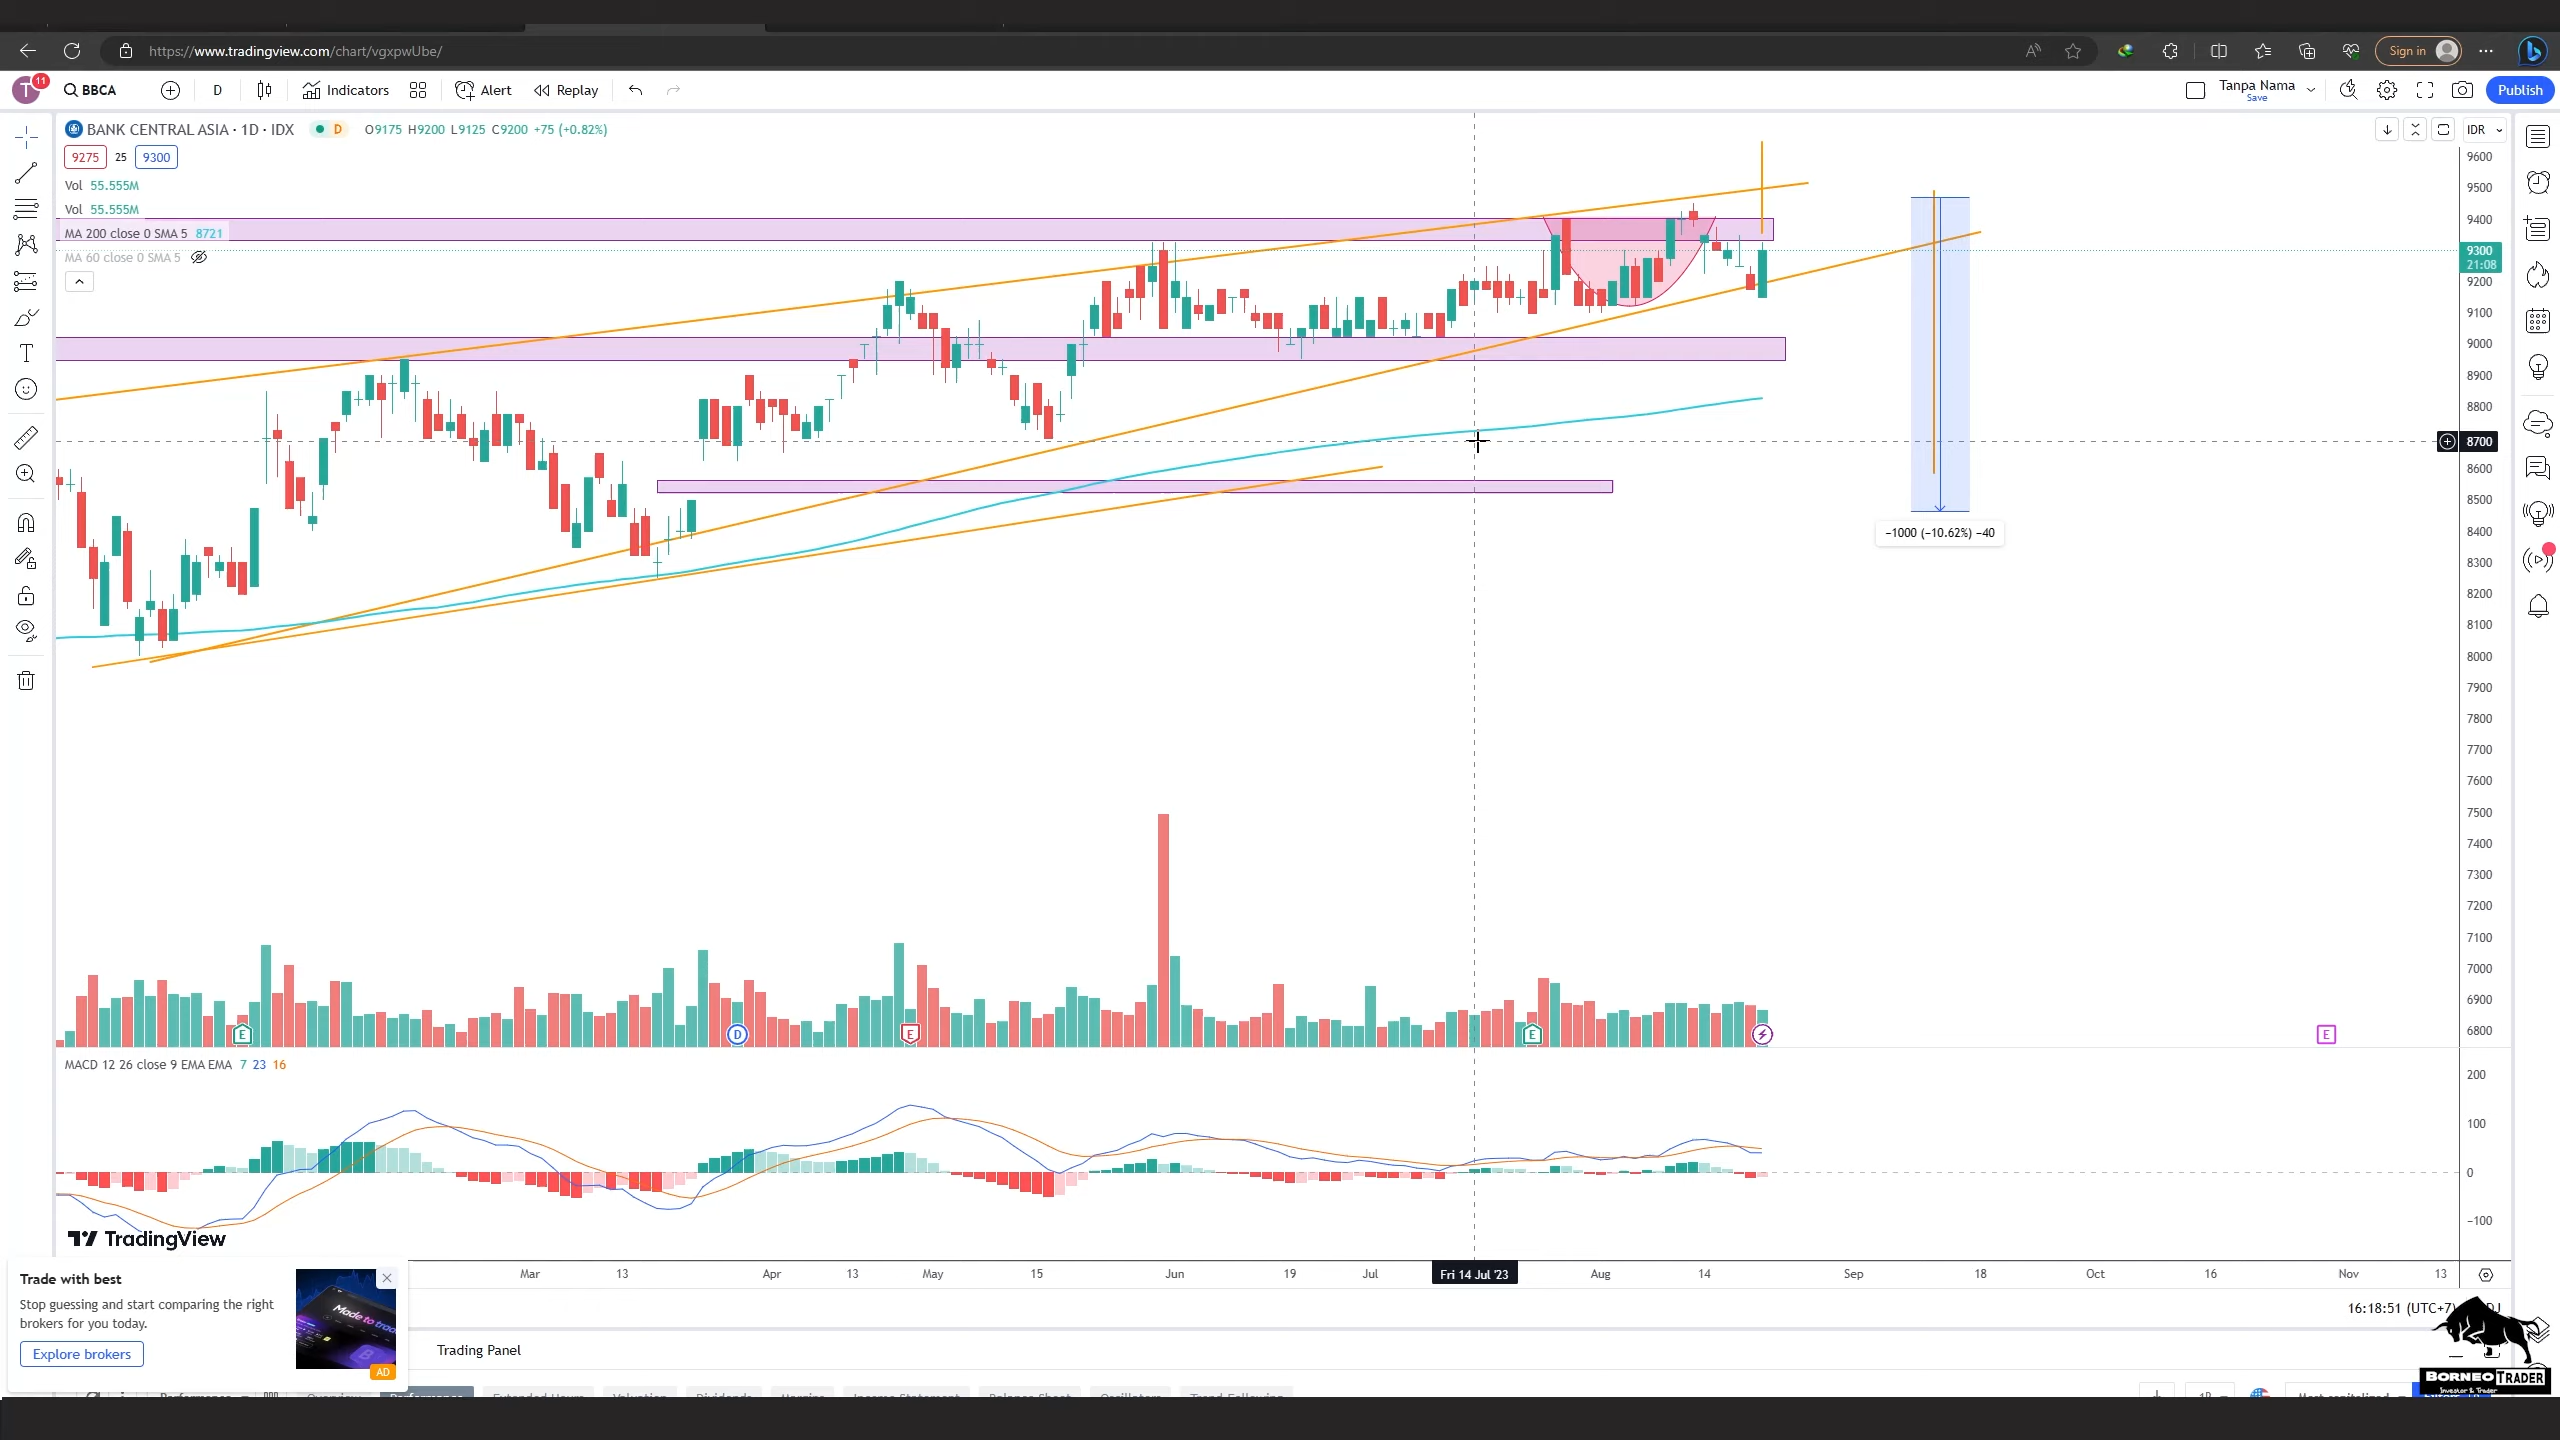 https://www.tradingview.com/chart/vgxpwUbe/
Sign in
T
11
BBCA
D
Indicators
Alert
Replay
Tanpa Nama
Save
Publish
BANK CENTRAL ASIA · 1D · IDX
D
O9175 H9200 L9125 C9200 +75 (+0.82%)
IDR
9275
25
9300
Vol 55.555M
Vol 55.555M
MA 200 close 0 SMA 5 8721
MA 60 close 0 SMA 5
9600
9500
9400
9300
21:08
9200
9100
9000
8900
8800
8700
8600
8500
8400
8300
8200
8100
8000
7900
7800
7700
7600
7500
7400
7300
7200
7100
7000
6900
6800
−1000 (−10.62%) −40
E
D
E
E
E
MACD 12 26 close 9 EMA EMA 7 23 16
200
100
0
−100
TradingView
Mar
13
Apr
13
May
15
Jun
19
Jul
Fri 14 Jul '23
Aug
14
Sep
18
Oct
16
Nov
13
Trade with best
Stop guessing and start comparing the right
brokers for you today.
Explore brokers
Made to trade
AD
16:18:51 (UTC+7)
Trading Panel
BORNEO TRADER
Investor & Trader